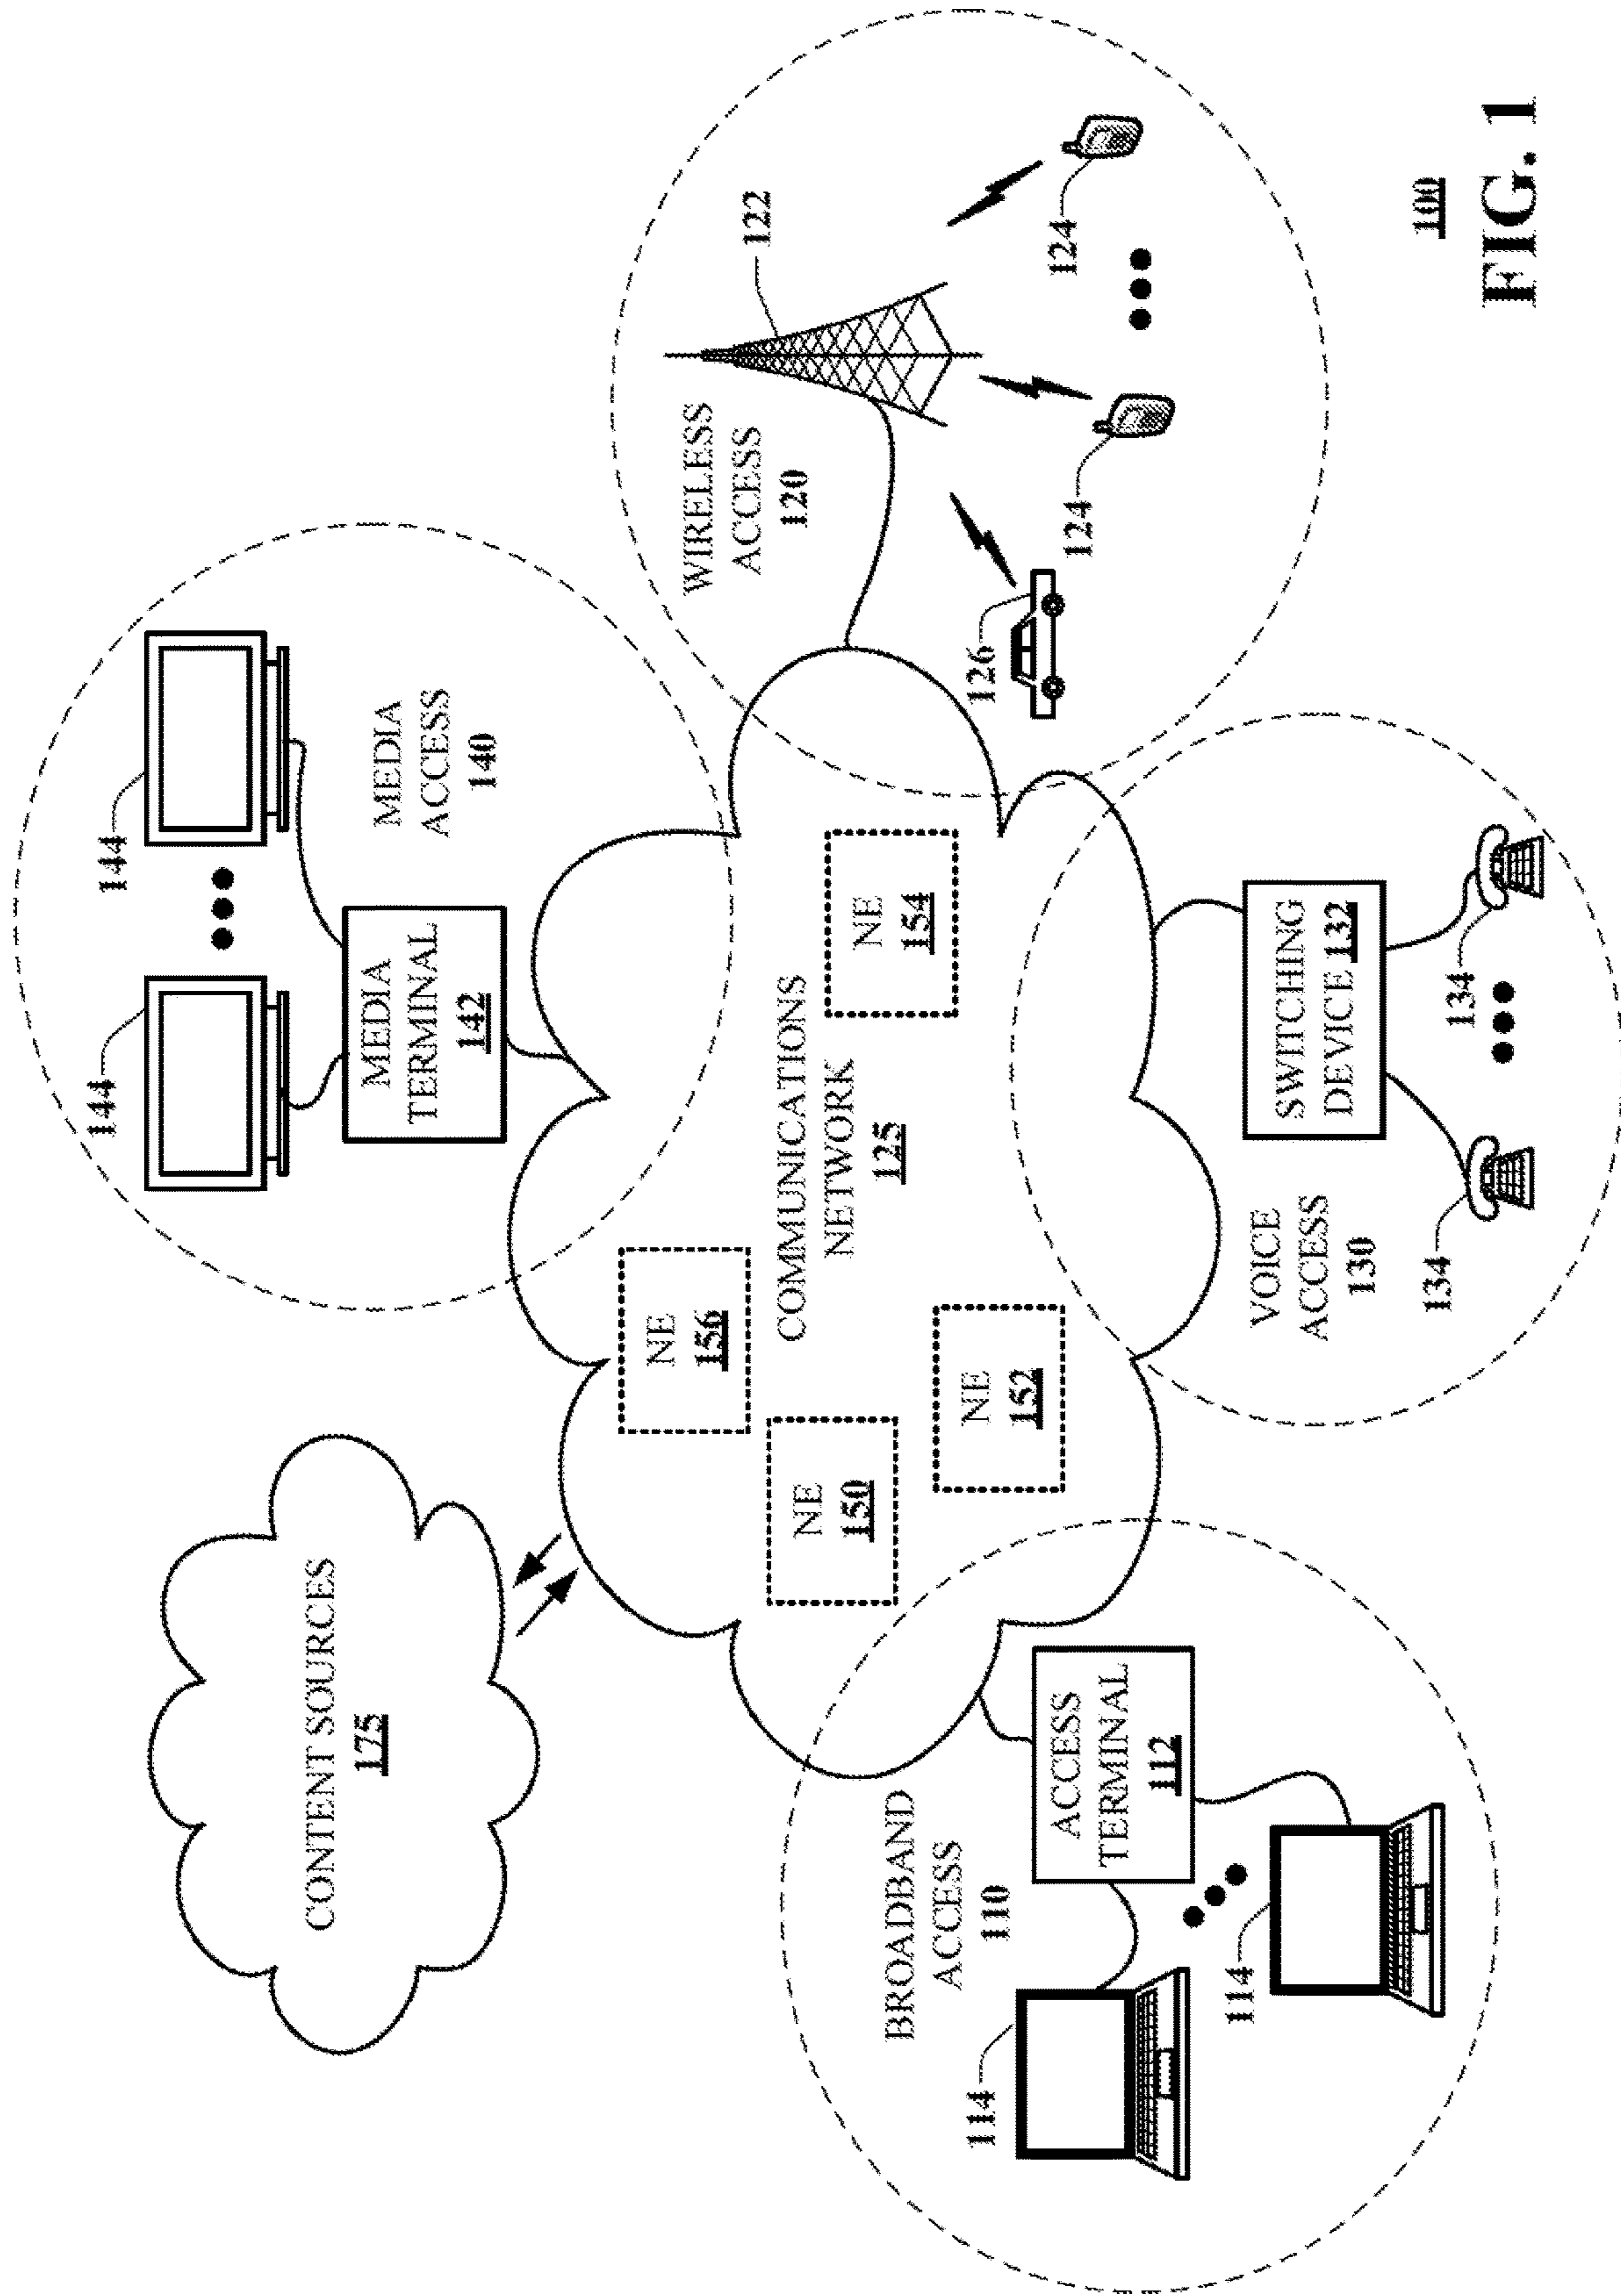 CONTENT SOURCES
175
144
144
MEDIA
TERMINAL
142
MEDIA
ACCESS
140
WIRELESS
ACCESS
120
122
124
124
126
NE
156
NE
150
NE
152
NE
154
COMMUNICATIONS
NETWORK
125
BROADBAND
ACCESS
110
ACCESS
TERMINAL
112
114
114
VOICE
ACCESS
130
SWITCHING
DEVICE 132
134
134
100
FIG. 1